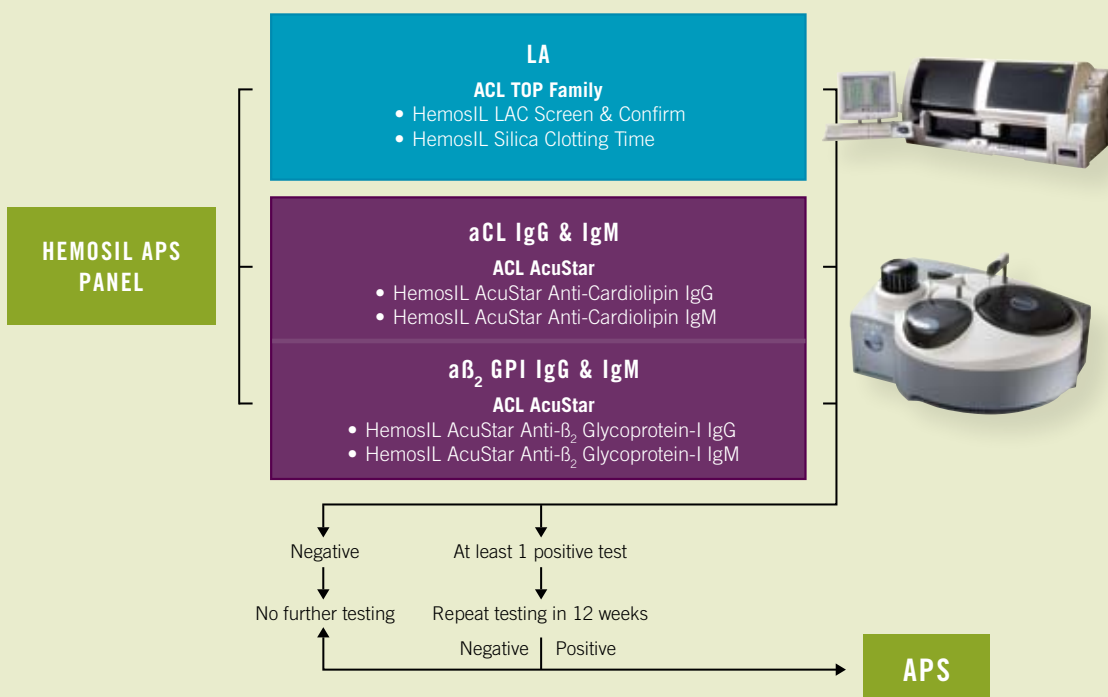 HEMOSIL APS
PANEL
LA
ACL TOP Family
• HemosIL LAC Screen & Confirm
• HemosIL Silica Clotting Time
aCL IgG & IgM
ACL AcuStar
• HemosIL AcuStar Anti-Cardiolipin IgG
• HemosIL AcuStar Anti-Cardiolipin IgM
aß₂ GPI IgG & IgM
ACL AcuStar
• HemosIL AcuStar Anti-ß₂ Glycoprotein-I IgG
• HemosIL AcuStar Anti-ß₂ Glycoprotein-I IgM
Negative
At least 1 positive test
No further testing
Repeat testing in 12 weeks
Negative
Positive
APS